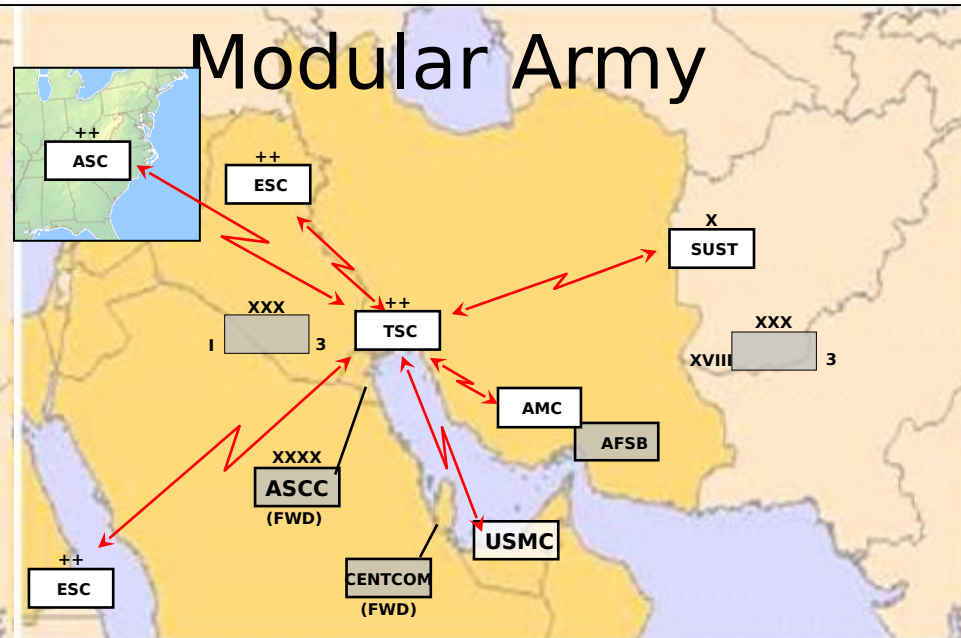 Modular Army
++
ASC
++
ESC
X
SUST
++
TSC
XXX
I 3
XXX
XVIII 3
AMC
AFSB
XXXX
ASCC
(FWD)
USMC
CENTCOM
(FWD)
++
ESC